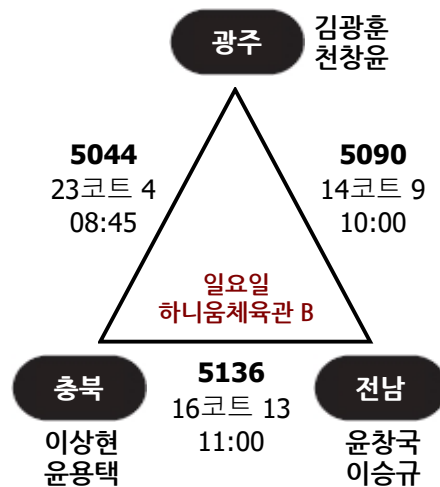 광주
김광훈
천창윤
5044
23코트 4
08:45
5090
14코트 9
10:00
일요일
하니움체육관 B
충북
이상현
윤용택
5136
16코트 13
11:00
전남
윤창국
이승규